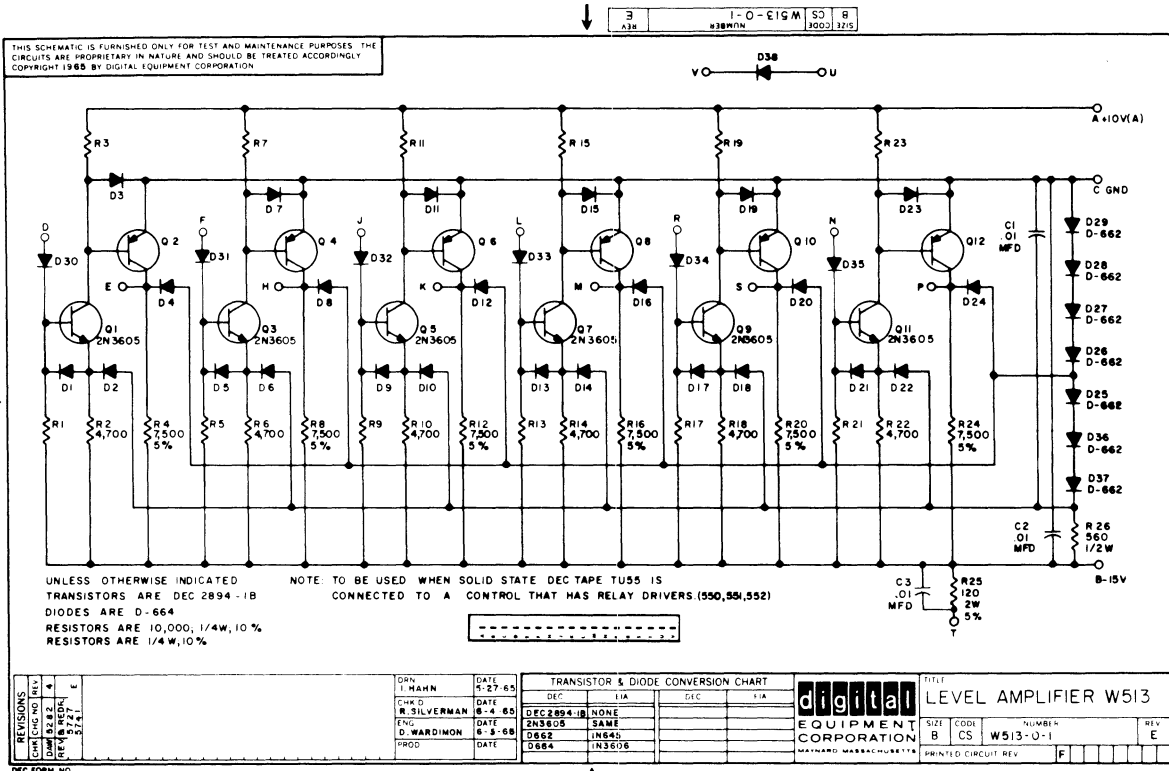 SIZE CODE NUMBER REV
B CS W513-0-1 E
THIS SCHEMATIC IS FURNISHED ONLY FOR TEST AND MAINTENANCE PURPOSES THE
CIRCUITS ARE PROPRIETARY IN NATURE AND SHOULD BE TREATED ACCORDINGLY
COPYRIGHT 1965 BY DIGITAL EQUIPMENT CORPORATION
D38
V U
A +10V(A)
R3 R7 R11 R15 R19 R23
C GND
D3 D7 D11 D15 D19 D23
D F J L R N
Q2 Q4 Q6 Q8 Q10 Q12
D30 D31 D32 D33 D34 D35
E D4 H D8 K D12 M D16 S D20 P D24
C1 .01 MFD
D29 D-662
D28 D-662
D27 D-662
D26 D-662
D25 D-662
D36 D-662
D37 D-662
Q1 2N3605
Q3 2N3605
Q5 2N3605
Q7 2N3605
Q9 2N3605
Q11 2N3605
D1 D2 D5 D6 D9 D10 D13 D14 D17 D18 D21 D22
R1 R2 4,700 R4 7,500 5%
R5 R6 4,700 R8 7,500 5%
R9 R10 4,700 R12 7,500 5%
R13 R14 4,700 R16 7,500 5%
R17 R18 4,700 R20 7,500 5%
R21 R22 4,700 R24 7,500 5%
C2 .01 MFD
R26 560 1/2W
B-15V
C3 .01 MFD
R25 120 2W 5%
T
UNLESS OTHERWISE INDICATED
TRANSISTORS ARE DEC 2894-1B
DIODES ARE D-664
RESISTORS ARE 10,000; 1/4W, 10%
RESISTORS ARE 1/4W, 10%
NOTE: TO BE USED WHEN SOLID STATE DEC TAPE TU55 IS
CONNECTED TO A CONTROL THAT HAS RELAY DRIVERS.(550,551,552)
REVISIONS
CHK CHG NO REV
DRN I. HAHN DATE 5-27-65
CHK'D R. SILVERMAN DATE 6-4-65
ENG D. WARDIMON DATE
PROD DATE
TRANSISTOR & DIODE CONVERSION CHART
DEC EIA DEC EIA
DEC2894-1B NONE
2N3605 SAME
D662 IN645
D664 IN3606
digital
EQUIPMENT
CORPORATION
MAYNARD MASSACHUSETTS
TITLE
LEVEL AMPLIFIER W513
SIZE CODE NUMBER REV
B CS W513-0-1 E
PRINTED CIRCUIT REV F
DEC FORM NO